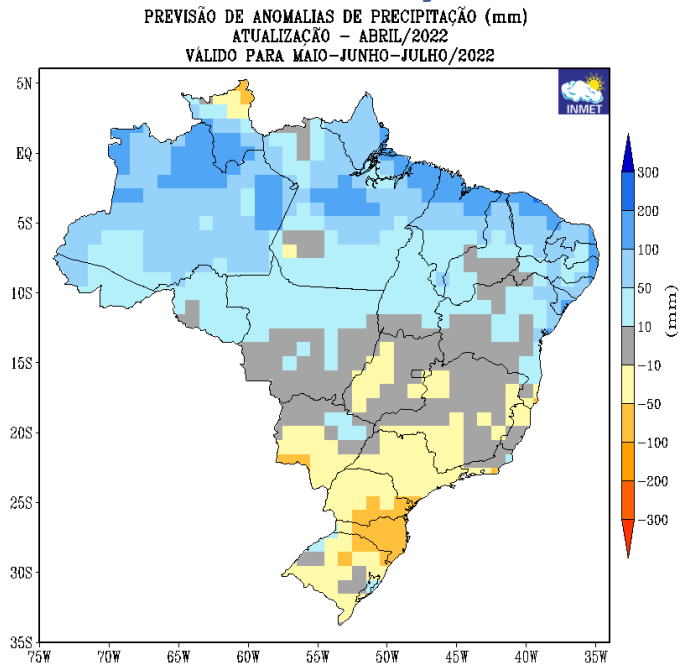 PREVISÃO DE ANOMALIAS DE PRECIPITAÇÃO (mm)
ATUALIZAÇÃO – ABRIL/2022
VÁLIDO PARA MAIO–JUNHO–JULHO/2022
INMET
5N
EQ
5S
10S
15S
20S
25S
30S
35S
75W
70W
65W
60W
55W
50W
45W
40W
35W
300
200
100
50
10
−10
−50
−100
−200
−300
(mm)